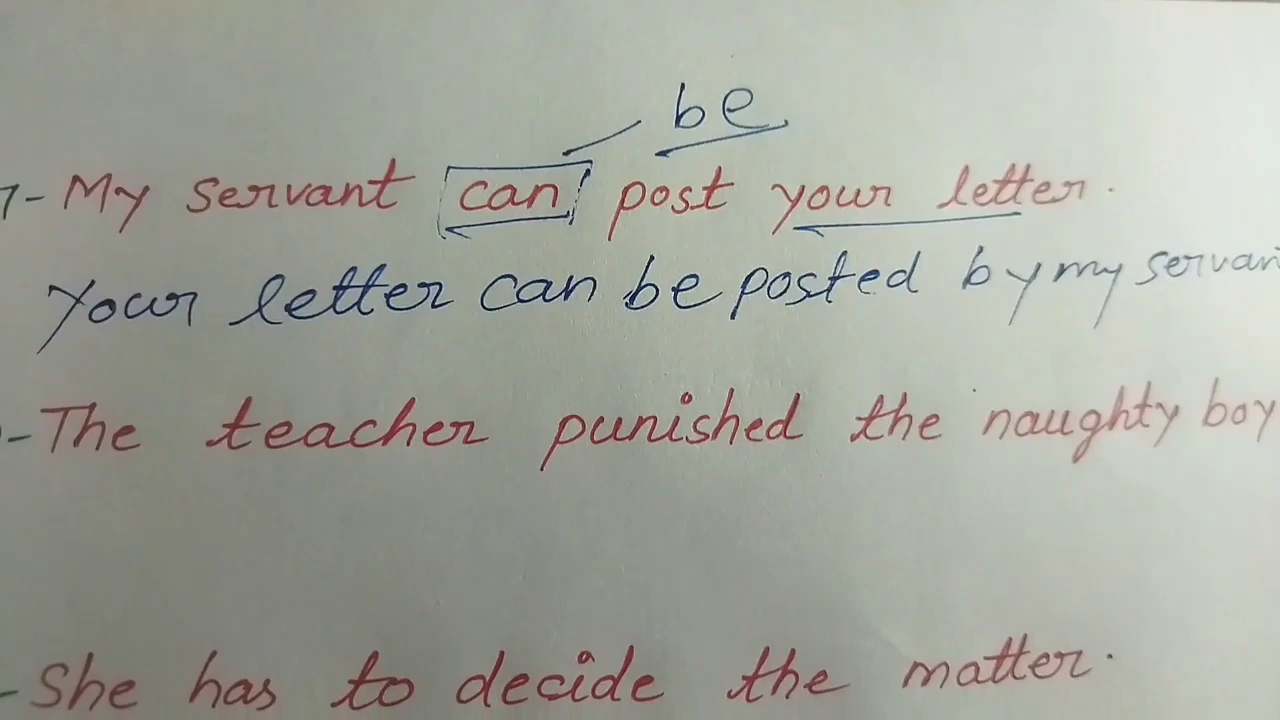 be
7- My servant can post your letter.
Your letter can be posted by my servan
- The teacher punished the naughty boy
- She has to decide the matter.